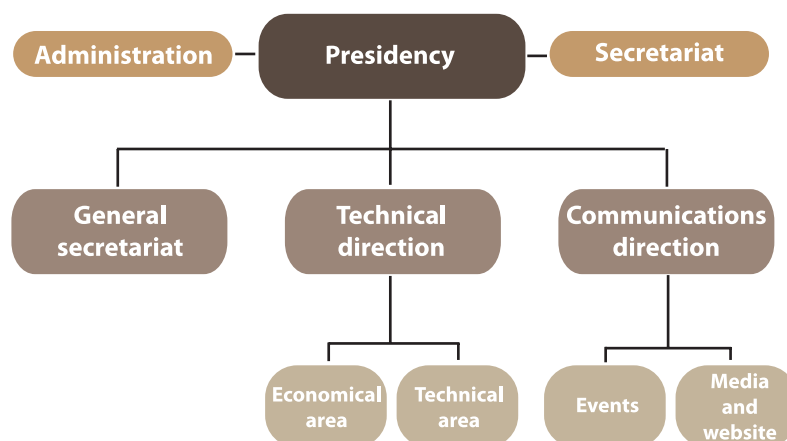 Administration
Presidency
Secretariat
General
secretariat
Technical
direction
Communications
direction
Economical
area
Technical
area
Events
Media
and
website